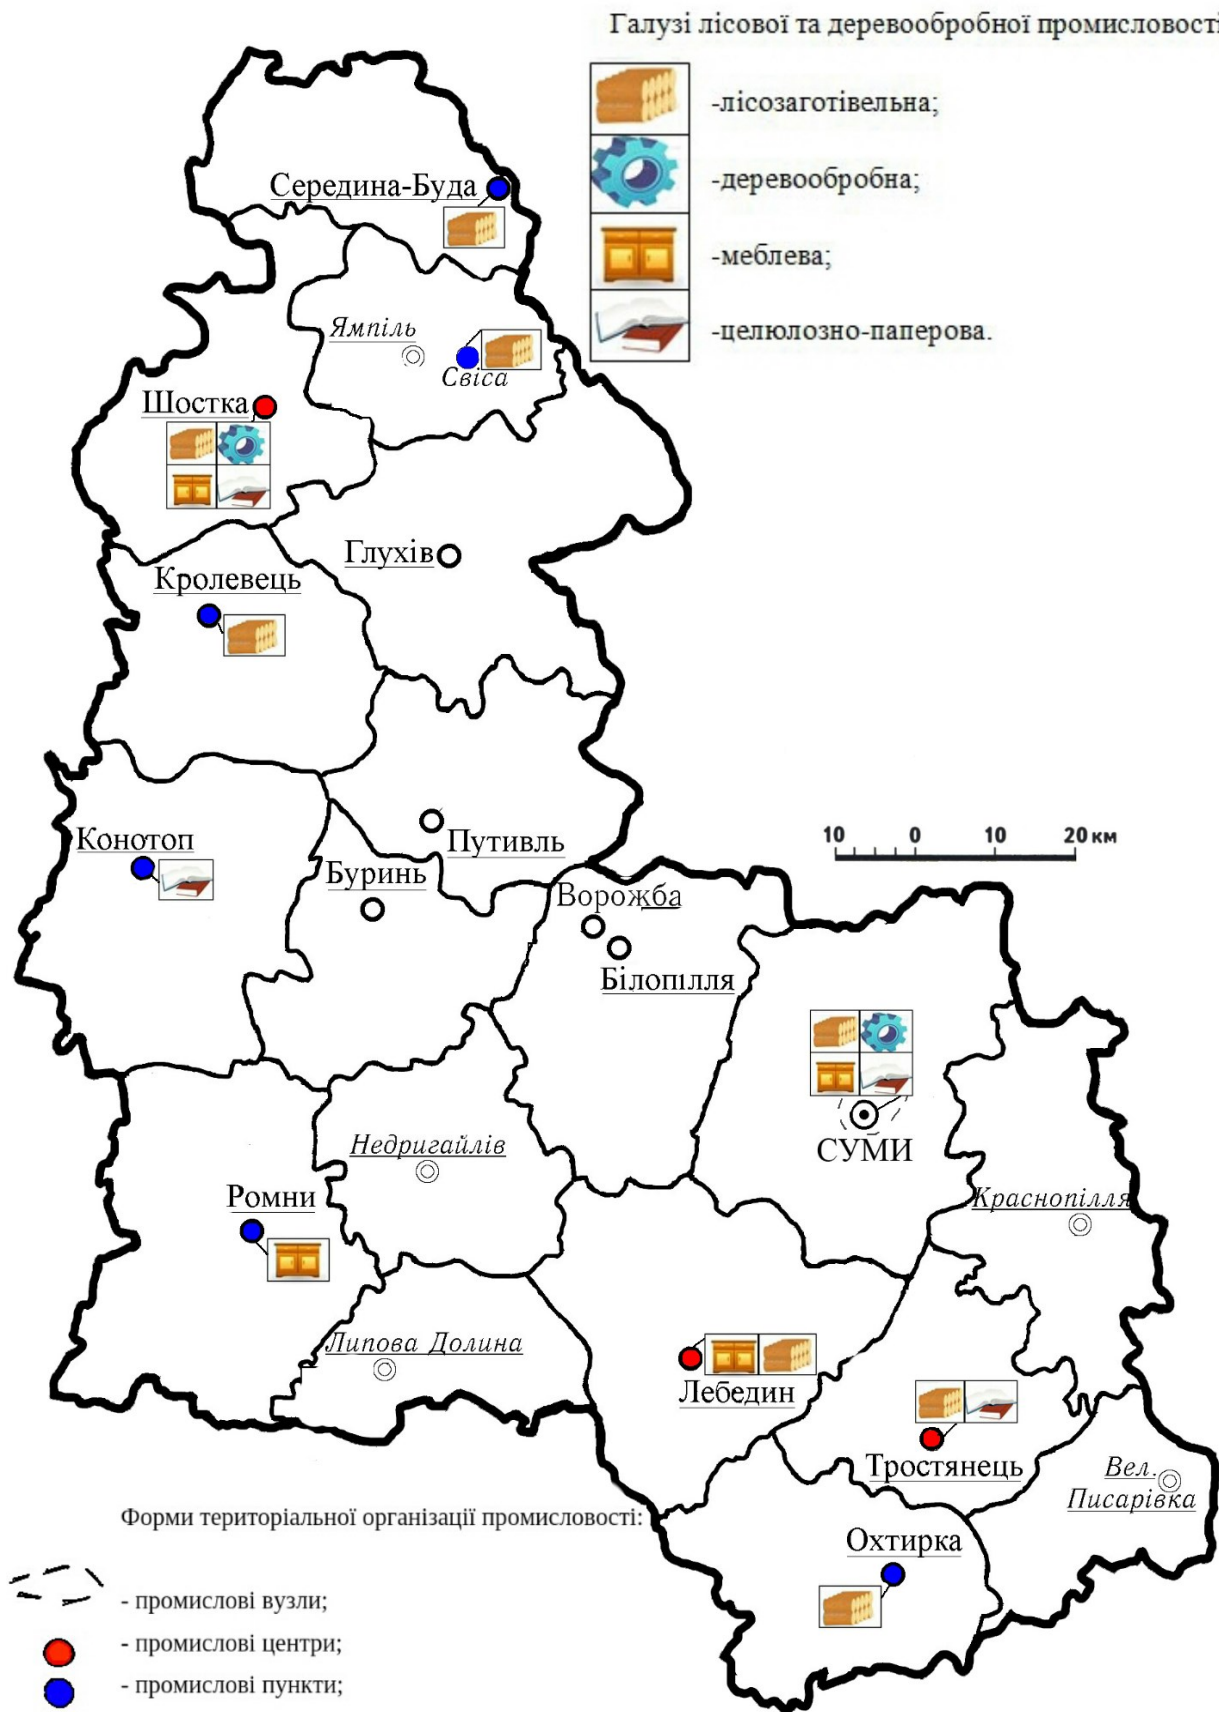 Галузі лісової та деревообробної промисловості
-лісозаготівельна;
-деревообробна;
-меблева;
-целюлозно-паперова.
Середина-Буда
Ямпіль
Свіса
Шостка
Глухів
Кролевець
Конотоп
Путивль
Буринь
10 0 10 20 км
Ворожба
Білопілля
СУМИ
Недригайлів
Ромни
Краснопілля
Липова Долина
Лебедин
Тростянець
Вел.
Писарівка
Охтирка
Форми територіальної організації промисловості:
- промислові вузли;
- промислові центри;
- промислові пункти;